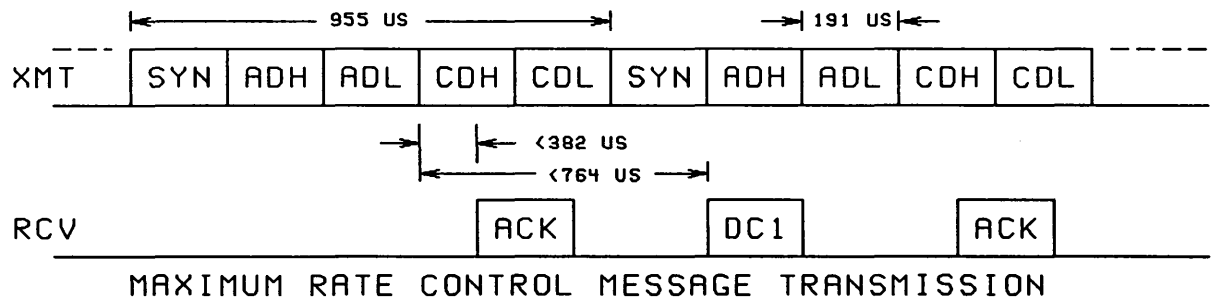 955 US 191 US
XMT SYN ADH ADL CDH CDL SYN ADH ADL CDH CDL
<382 US
<764 US
RCV ACK DC1 ACK
MAXIMUM RATE CONTROL MESSAGE TRANSMISSION